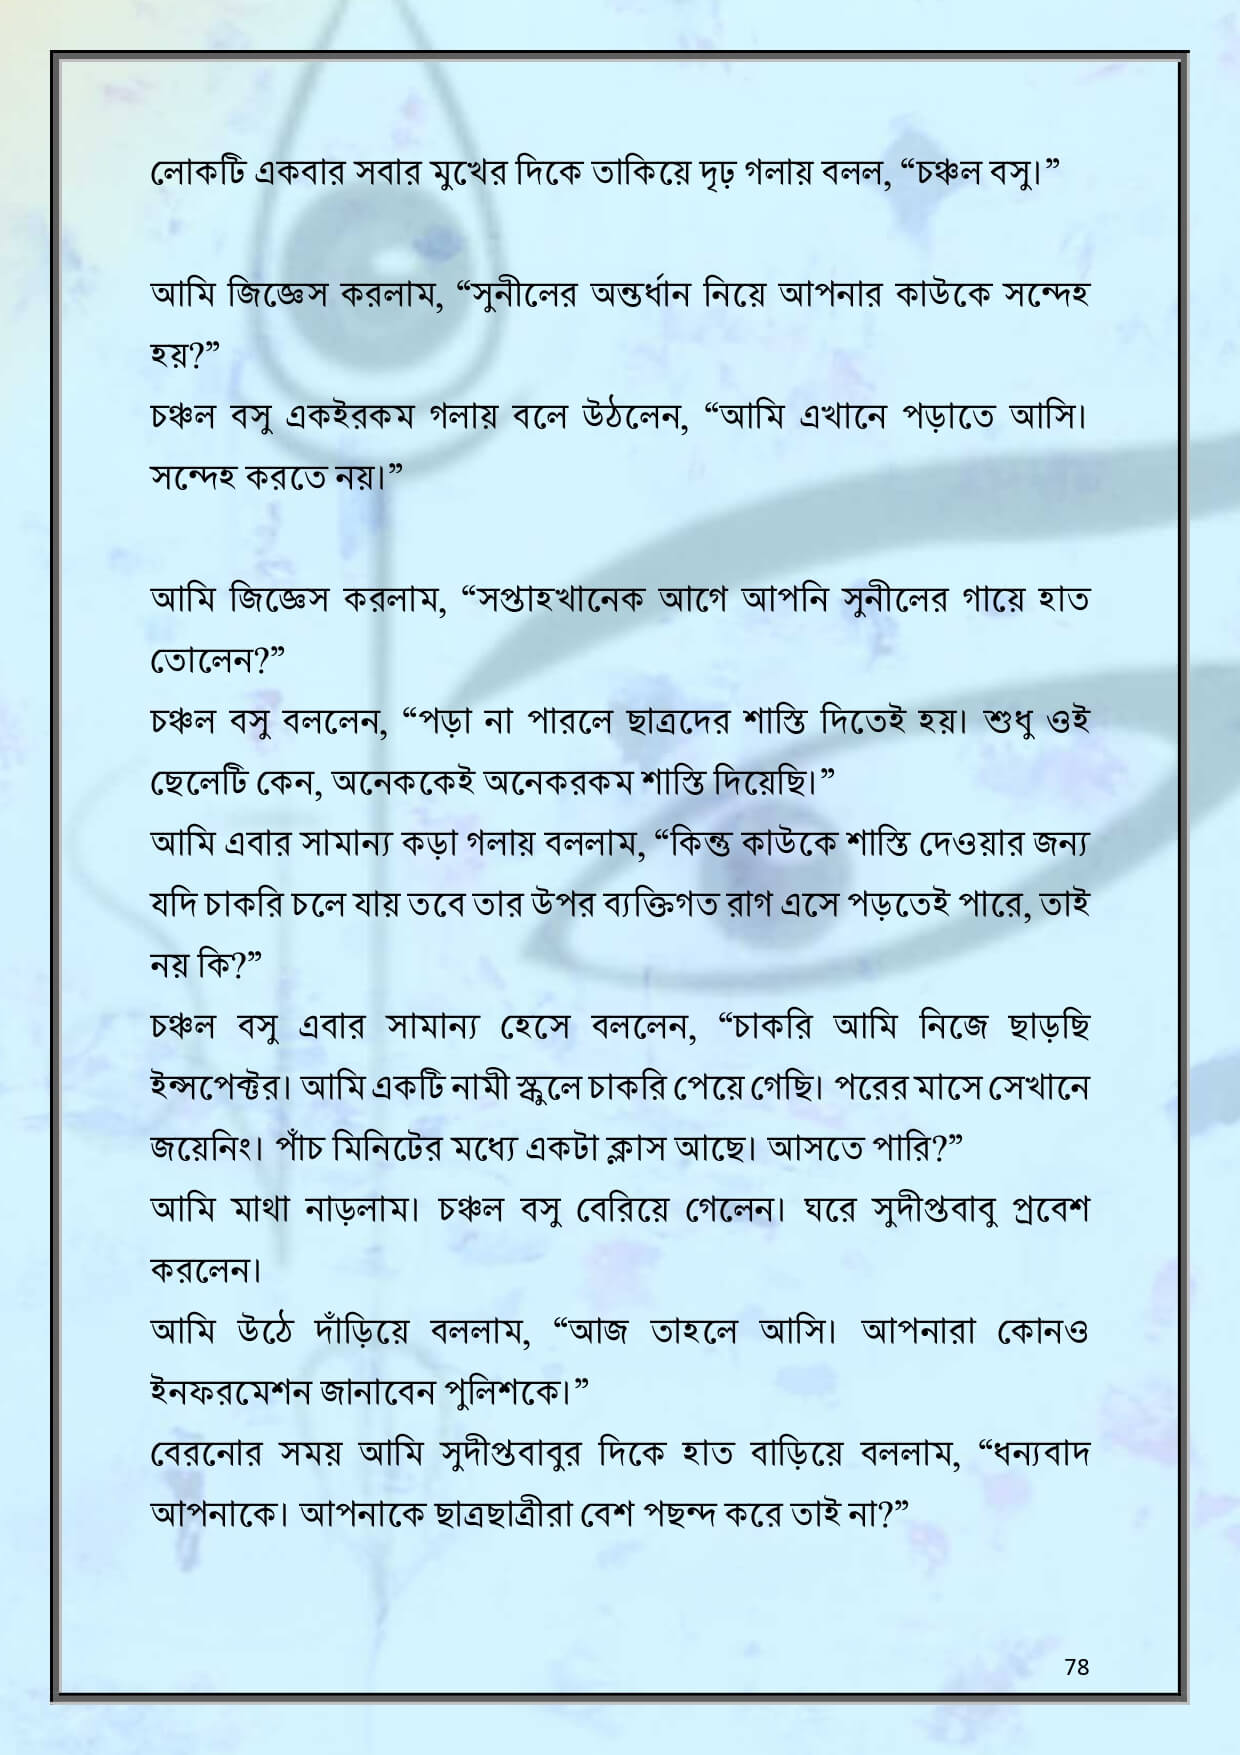 লোকটি একবার সবার মুখের দিকে তাকিয়ে দৃঢ় গলায় বলল, “চঞ্চল বসু।”
আমি জিজ্ঞেস করলাম, “সুনীলের অন্তর্ধান নিয়ে আপনার কাউকে সন্দেহ
হয়?”
চঞ্চল বসু একইরকম গলায় বলে উঠলেন, “আমি এখানে পড়াতে আসি।
সন্দেহ করতে নয়।”
আমি জিজ্ঞেস করলাম, “সপ্তাহখানেক আগে আপনি সুনীলের গায়ে হাত
তোলেন?”
চঞ্চল বসু বললেন, “পড়া না পারলে ছাত্রদের শাস্তি দিতেই হয়। শুধু ওই
ছেলেটি কেন, অনেককেই অনেকরকম শাস্তি দিয়েছি।”
আমি এবার সামান্য কড়া গলায় বললাম, “কিন্তু কাউকে শাস্তি দেওয়ার জন্য
যদি চাকরি চলে যায় তবে তার উপর ব্যক্তিগত রাগ এসে পড়তেই পারে, তাই
নয় কি?”
চঞ্চল বসু এবার সামান্য হেসে বললেন, “চাকরি আমি নিজে ছাড়ছি
ইন্সপেক্টর। আমি একটি নামী স্কুলে চাকরি পেয়ে গেছি। পরের মাসে সেখানে
জয়েনিং। পাঁচ মিনিটের মধ্যে একটা ক্লাস আছে। আসতে পারি?”
আমি মাথা নাড়লাম। চঞ্চল বসু বেরিয়ে গেলেন। ঘরে সুদীপ্তবাবু প্রবেশ
করলেন।
আমি উঠে দাঁড়িয়ে বললাম, “আজ তাহলে আসি। আপনারা কোনও
ইনফরমেশন জানাবেন পুলিশকে।”
বেরনোর সময় আমি সুদীপ্তবাবুর দিকে হাত বাড়িয়ে বললাম, “ধন্যবাদ
আপনাকে। আপনাকে ছাত্রছাত্রীরা বেশ পছন্দ করে তাই না?”
78